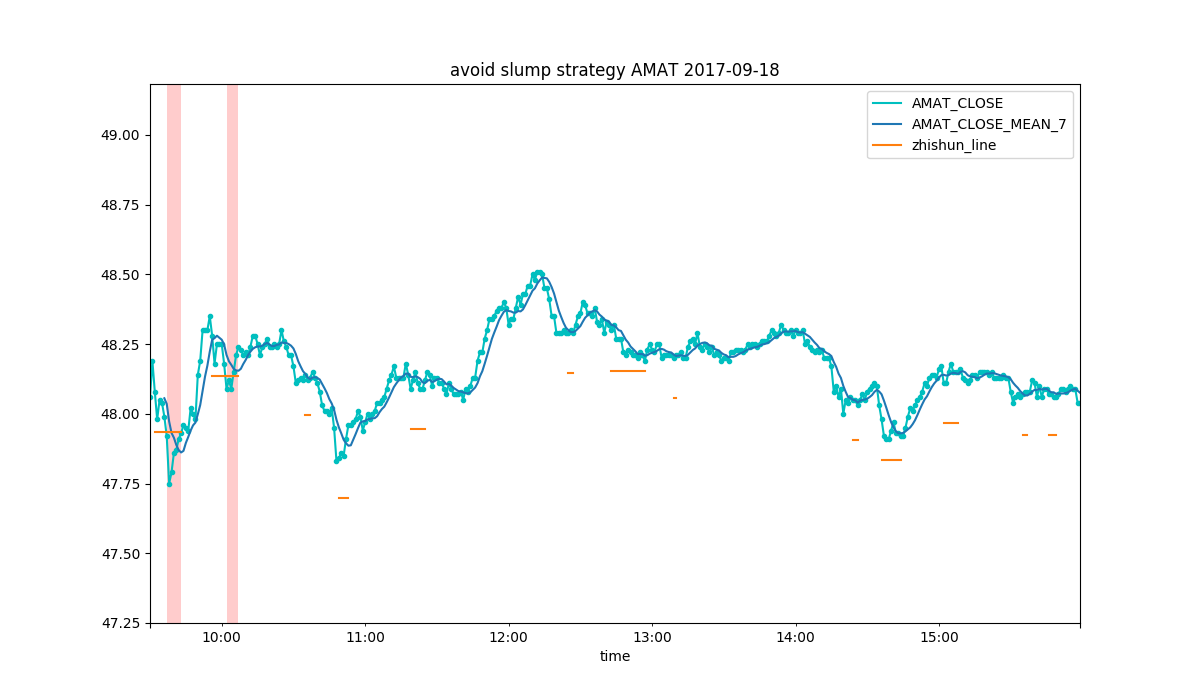 avoid slump strategy AMAT 2017-09-18
AMAT_CLOSE
AMAT_CLOSE_MEAN_7
zhishun_line
49.00
48.75
48.50
48.25
48.00
47.75
47.50
47.25
10:00 11:00 12:00 13:00 14:00 15:00
time